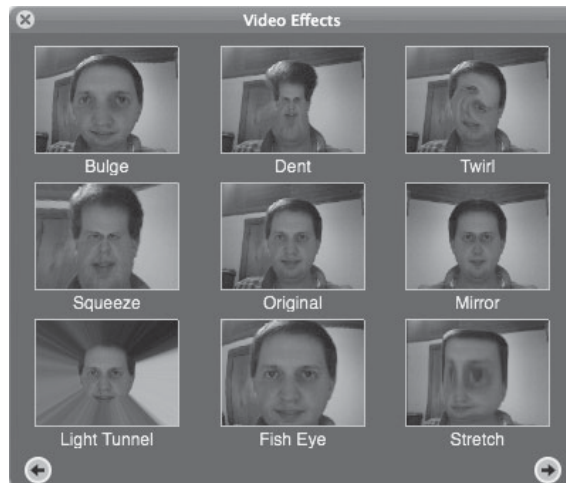 Video Effects
Bulge Dent Twirl
Squeeze Original Mirror
Light Tunnel Fish Eye Stretch